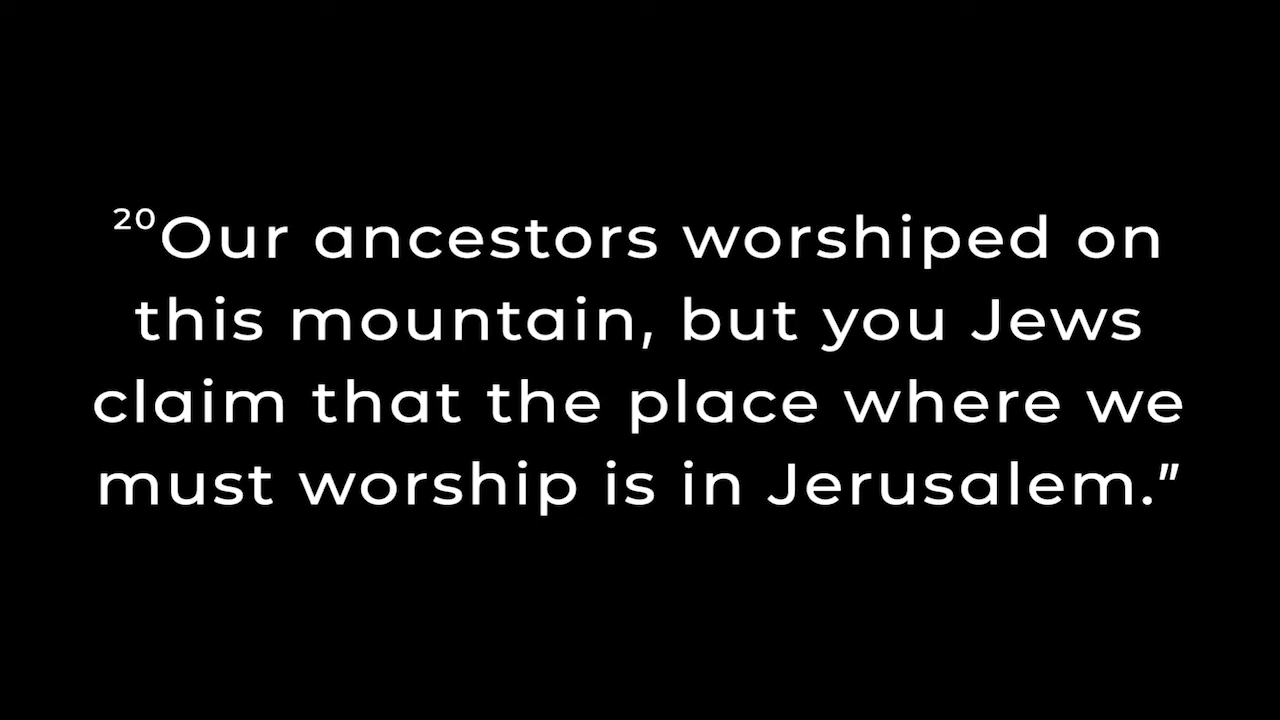 ²⁰Our ancestors worshiped on
this mountain, but you Jews
claim that the place where we
must worship is in Jerusalem.”